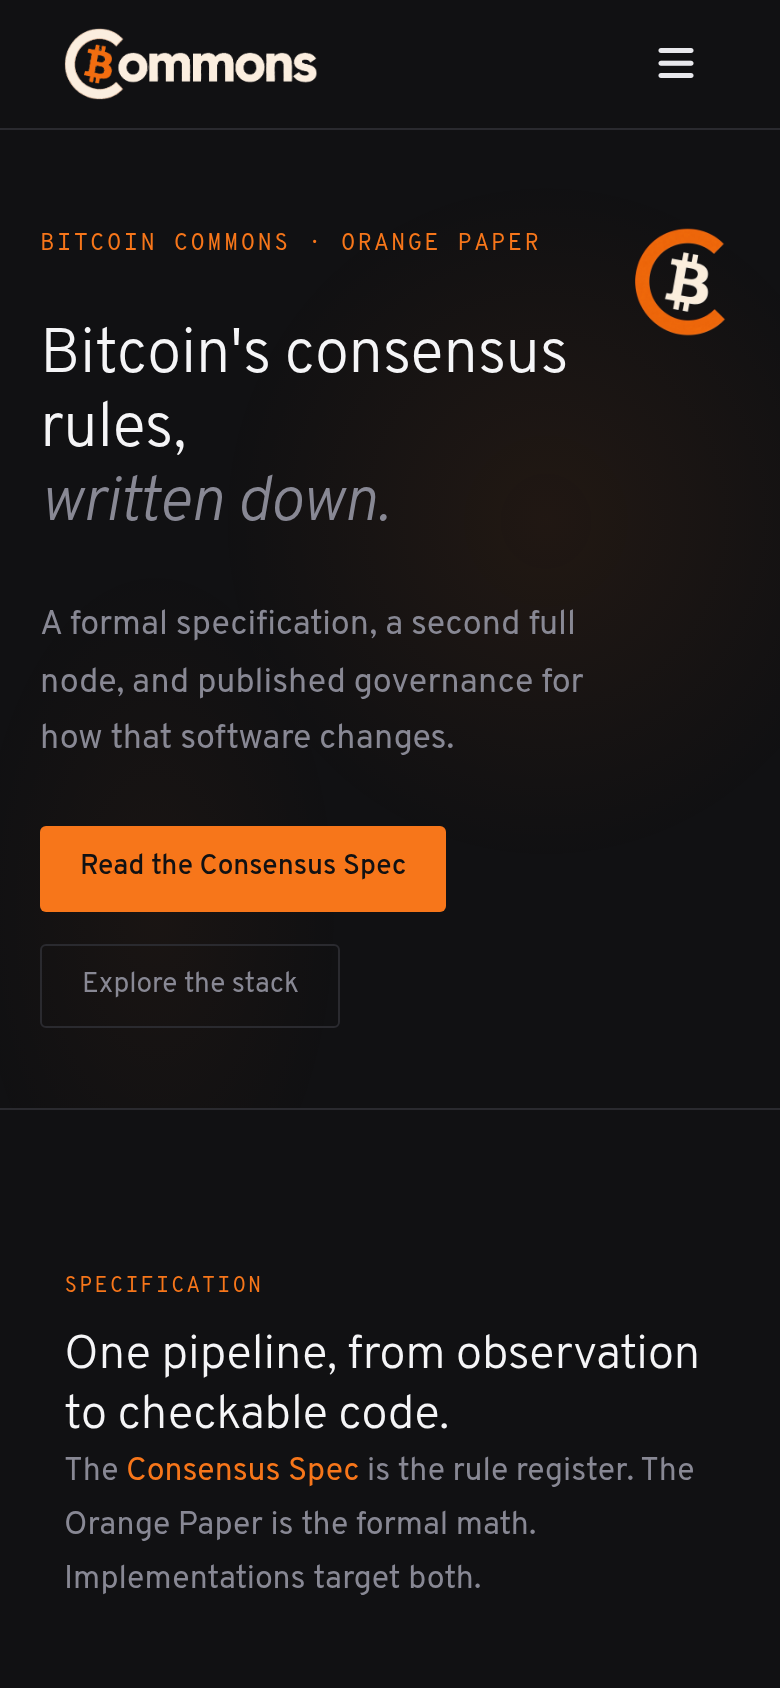 Commons
BITCOIN COMMONS · ORANGE PAPER
Bitcoin's consensus
rules,
written down.
A formal specification, a second full
node, and published governance for
how that software changes.
Read the Consensus Spec
Explore the stack
SPECIFICATION
One pipeline, from observation
to checkable code.
The Consensus Spec is the rule register. The
Orange Paper is the formal math.
Implementations target both.